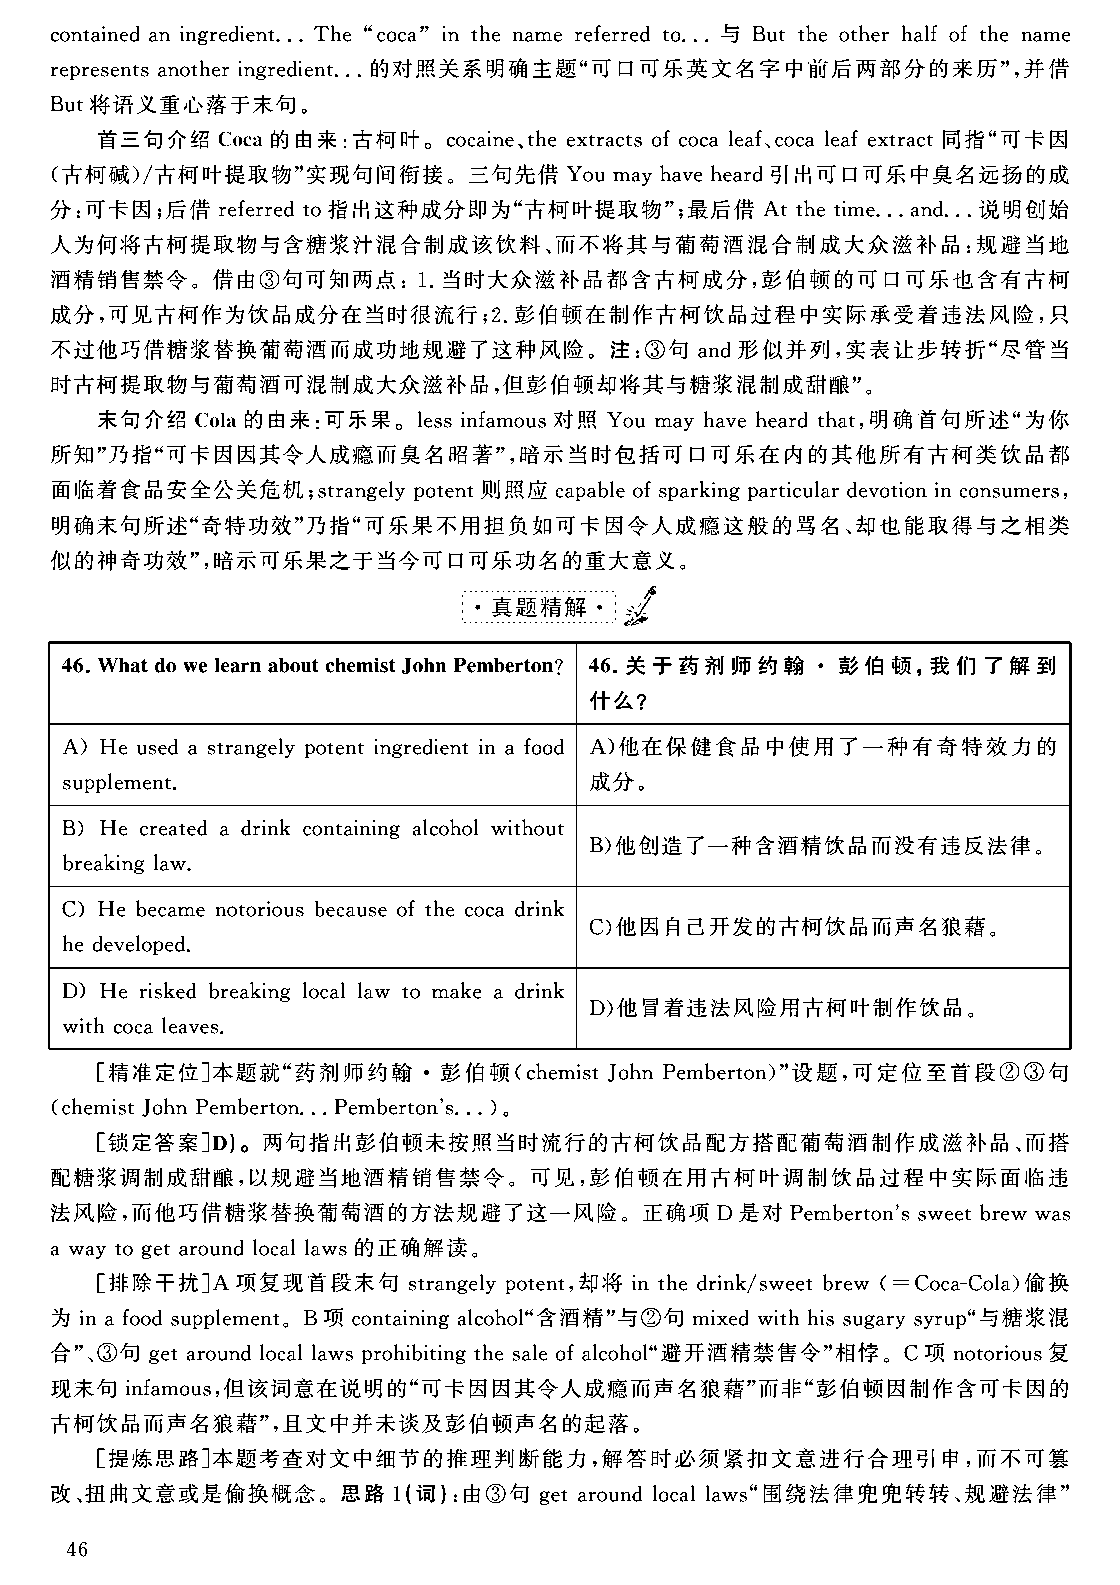 contained an ingredient... The “coca” in the name referred to... 与 But the other half of the name
represents another ingredient...的对照关系明确主题“可口可乐英文名字中前后两部分的来历”,并借
But 将语义重心落于末句。
首三句介绍 Coca 的由来:古柯叶。cocaine、the extracts of coca leaf、coca leaf extract 同指“可卡因
(古柯碱)/古柯叶提取物”实现句间衔接。三句先借 You may have heard 引出可口可乐中臭名远扬的成
分:可卡因;后借 referred to 指出这种成分即为“古柯叶提取物”;最后借 At the time...and...说明创始
人为何将古柯提取物与含糖浆汁混合制成该饮料、而不将其与葡萄酒混合制成大众滋补品:规避当地
酒精销售禁令。借由③句可知两点:1.当时大众滋补品都含古柯成分,彭伯顿的可口可乐也含有古柯
成分,可见古柯作为饮品成分在当时很流行;2.彭伯顿在制作古柯饮品过程中实际承受着违法风险,只
不过他巧借糖浆替换葡萄酒而成功地规避了这种风险。注:③句 and 形似并列,实表让步转折“尽管当
时古柯提取物与葡萄酒可混制成大众滋补品,但彭伯顿却将其与糖浆混制成甜酿”。
末句介绍 Cola 的由来:可乐果。less infamous 对照 You may have heard that,明确首句所述“为你
所知”乃指“可卡因因其令人成瘾而臭名昭著”,暗示当时包括可口可乐在内的其他所有古柯类饮品都
面临着食品安全公关危机;strangely potent 则照应 capable of sparking particular devotion in consumers,
明确末句所述“奇特功效”乃指“可乐果不用担负如可卡因令人成瘾这般的骂名、却也能取得与之相类
似的神奇功效”,暗示可乐果之于当今可口可乐功名的重大意义。
·真题精解·
46. What do we learn about chemist John Pemberton?
46.关于药剂师约翰·彭伯顿,我们了解到
什么?
A) He used a strangely potent ingredient in a food
supplement.
A)他在保健食品中使用了一种有奇特效力的
成分。
B) He created a drink containing alcohol without
breaking law.
B)他创造了一种含酒精饮品而没有违反法律。
C) He became notorious because of the coca drink
he developed.
C)他因自己开发的古柯饮品而声名狼藉。
D) He risked breaking local law to make a drink
with coca leaves.
D)他冒着违法风险用古柯叶制作饮品。
[精准定位]本题就“药剂师约翰·彭伯顿(chemist John Pemberton)”设题,可定位至首段②③句
(chemist John Pemberton...Pemberton's...)。
[锁定答案]D)。两句指出彭伯顿未按照当时流行的古柯饮品配方搭配葡萄酒制作成滋补品、而搭
配糖浆调制成甜酿,以规避当地酒精销售禁令。可见,彭伯顿在用古柯叶调制饮品过程中实际面临违
法风险,而他巧借糖浆替换葡萄酒的方法规避了这一风险。正确项 D 是对 Pemberton's sweet brew was
a way to get around local laws 的正确解读。
[排除干扰]A 项复现首段末句 strangely potent,却将 in the drink/sweet brew (=Coca-Cola)偷换
为 in a food supplement。B 项 containing alcohol“含酒精”与②句 mixed with his sugary syrup“与糖浆混
合”、③句 get around local laws prohibiting the sale of alcohol“避开酒精禁售令”相悖。C 项 notorious 复
现末句 infamous,但该词意在说明的“可卡因因其令人成瘾而声名狼藉”而非“彭伯顿因制作含可卡因的
古柯饮品而声名狼藉”,且文中并未谈及彭伯顿声名的起落。
[提炼思路]本题考查对文中细节的推理判断能力,解答时必须紧扣文意进行合理引申,而不可篡
改、扭曲文意或是偷换概念。思路 1(词):由③句 get around local laws“围绕法律兜兜转转、规避法律”
46